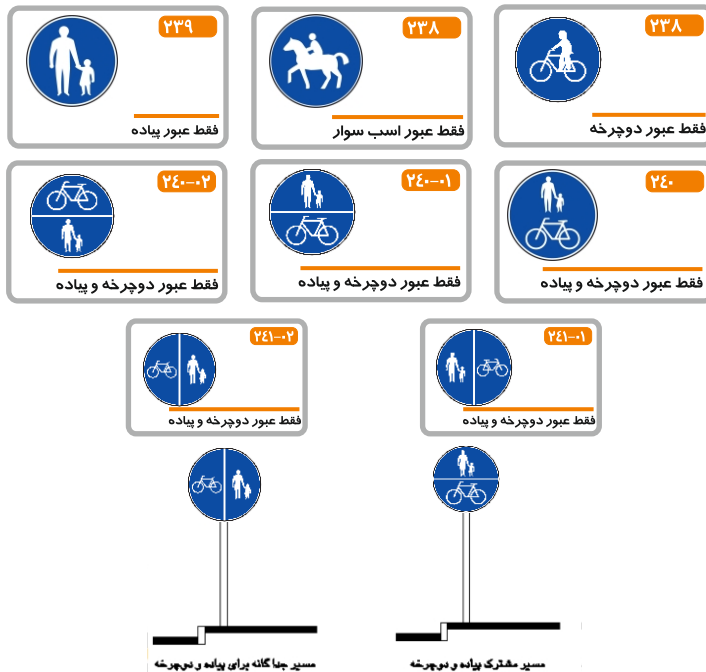 ۲۳۸
فقط عبور دوچرخه
۲۳۸
فقط عبور اسب سوار
۲۳۹
فقط عبور پیاده
۲۴۰
فقط عبور دوچرخه و پیاده
۲۴۰-۰۱
فقط عبور دوچرخه و پیاده
۲۴۰-۰۲
فقط عبور دوچرخه و پیاده
۲۴۱-۰۱
فقط عبور دوچرخه و پیاده
۲۴۱-۰۲
فقط عبور دوچرخه و پیاده
مسیر مشترک پیاده و دوچرخه
مسیر جدا گانه برای پیاده و دوچرخه